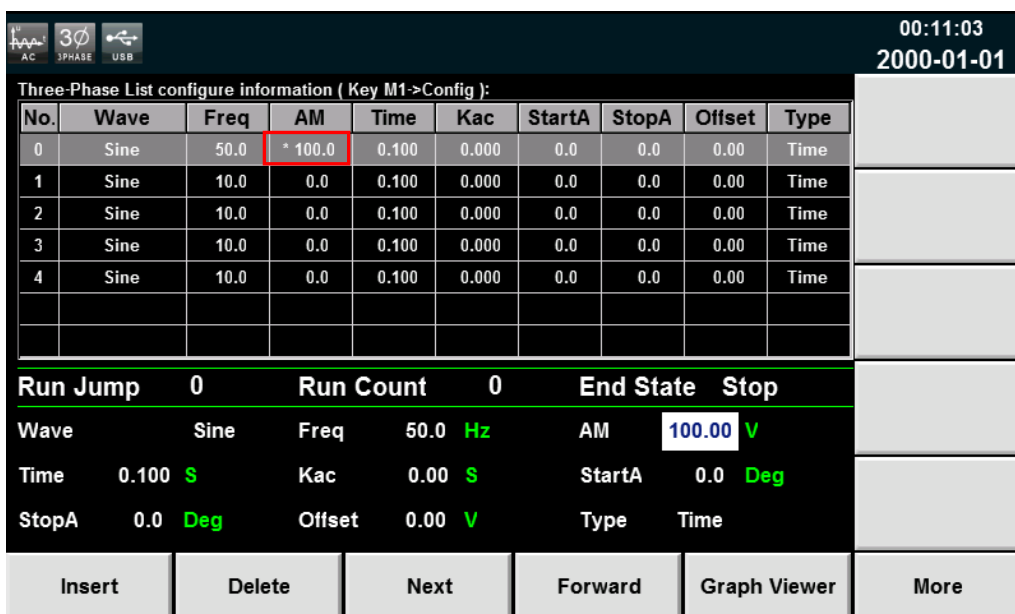 U
t
AC
3Ø
3PHASE
USB
00:11:03
2000-01-01
Three-Phase List configure information ( Key M1->Config ):
No. Wave Freq AM Time Kac StartA StopA Offset Type
0 Sine 50.0 * 100.0 0.100 0.000 0.0 0.0 0.00 Time
1 Sine 10.0 0.0 0.100 0.000 0.0 0.0 0.00 Time
2 Sine 10.0 0.0 0.100 0.000 0.0 0.0 0.00 Time
3 Sine 10.0 0.0 0.100 0.000 0.0 0.0 0.00 Time
4 Sine 10.0 0.0 0.100 0.000 0.0 0.0 0.00 Time
Run Jump 0 Run Count 0 End State Stop
Wave Sine Freq 50.0 Hz AM 100.00 V
Time 0.100 S Kac 0.00 S StartA 0.0 Deg
StopA 0.0 Deg Offset 0.00 V Type Time
Insert Delete Next Forward Graph Viewer More